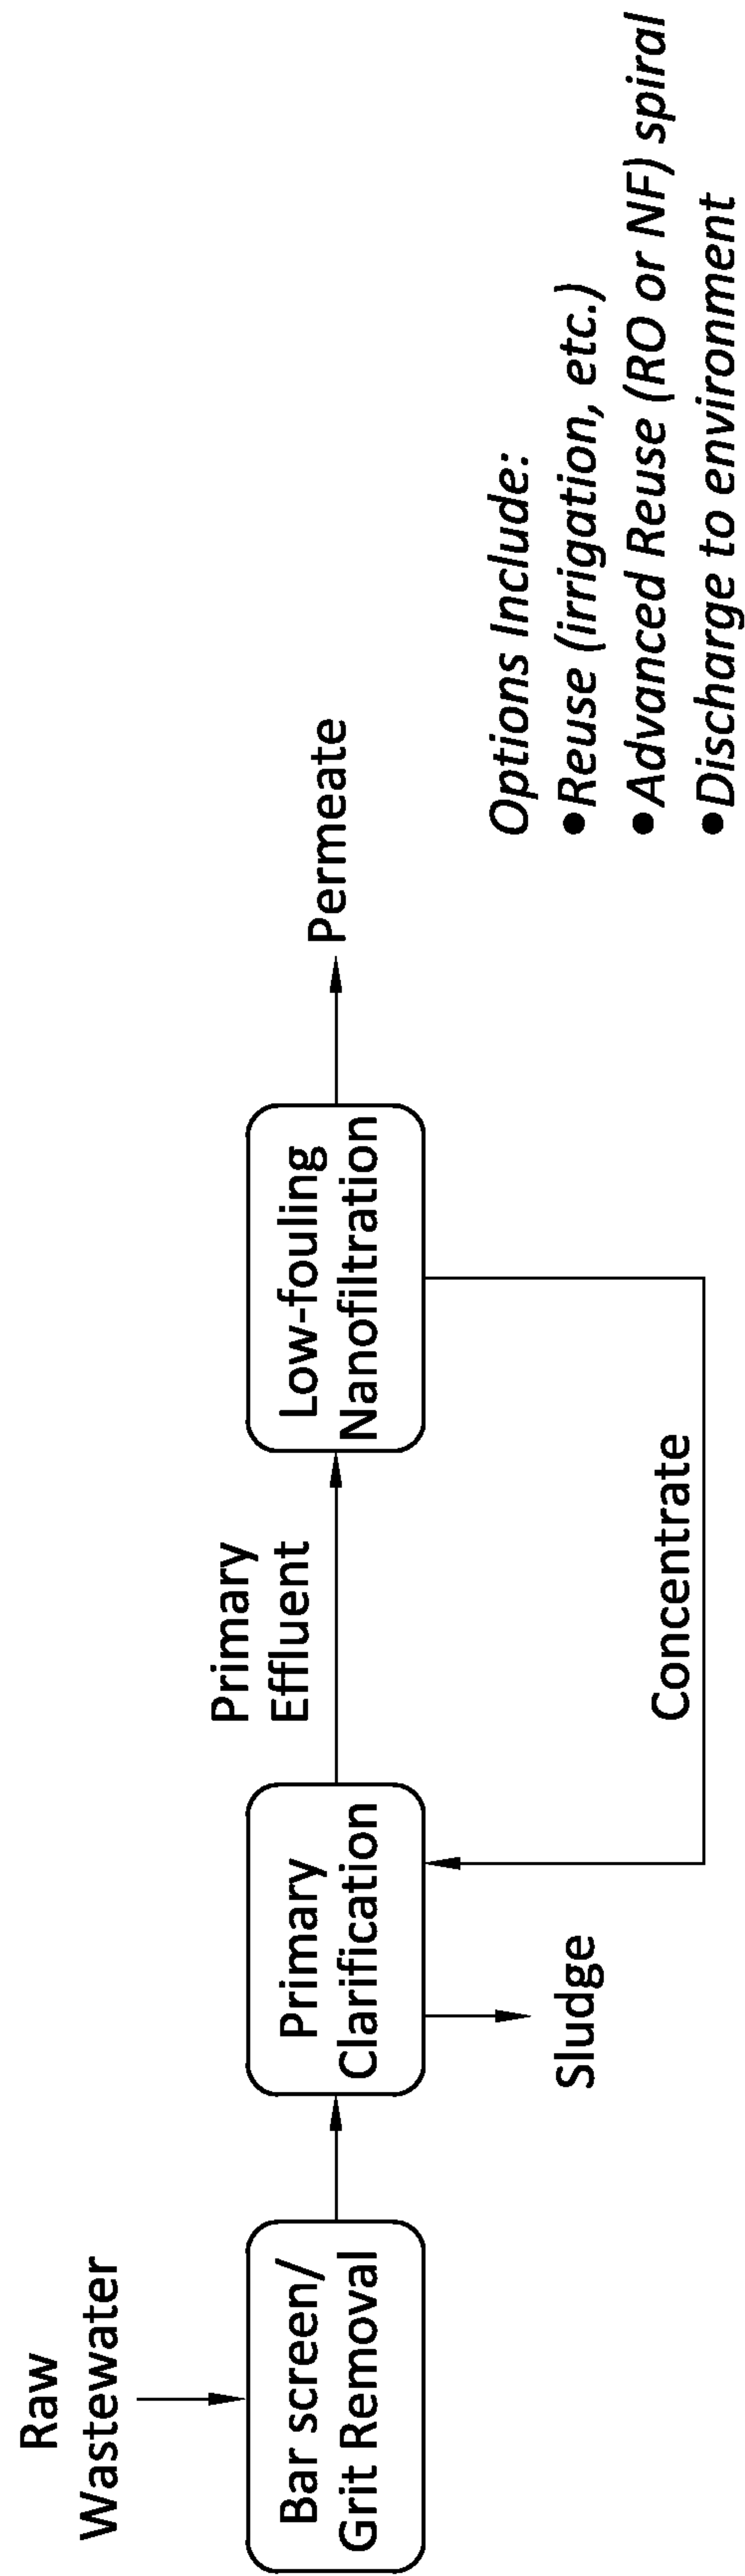 Raw
Wastewater
Bar screen/
Grit Removal
Primary
Clarification
Sludge
Primary
Effluent
Concentrate
Low-fouling
Nanofiltration
Permeate
Options Include:
●Reuse (irrigation, etc.)
●Advanced Reuse (RO or NF) spiral
●Discharge to environment